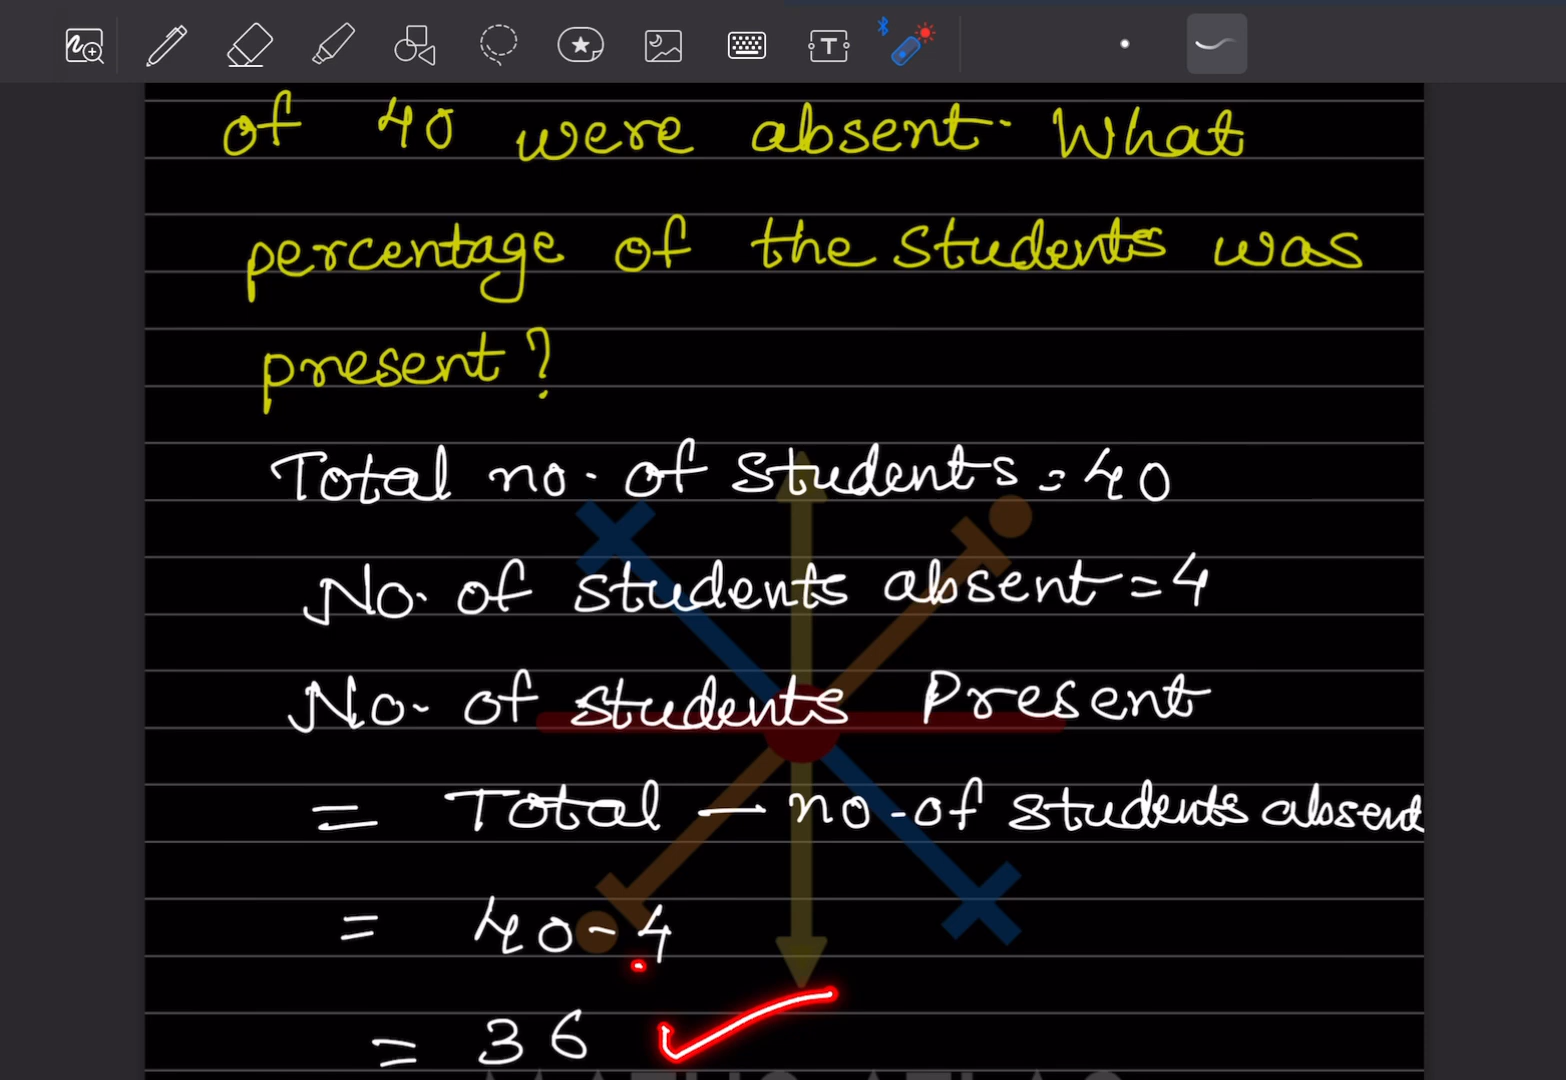 of 40 were absent. What
percentage of the students was
present?
Total no. of students = 40
No. of students absent = 4
No. of students Present
= Total - no. of students absent
= 40 - 4
= 36